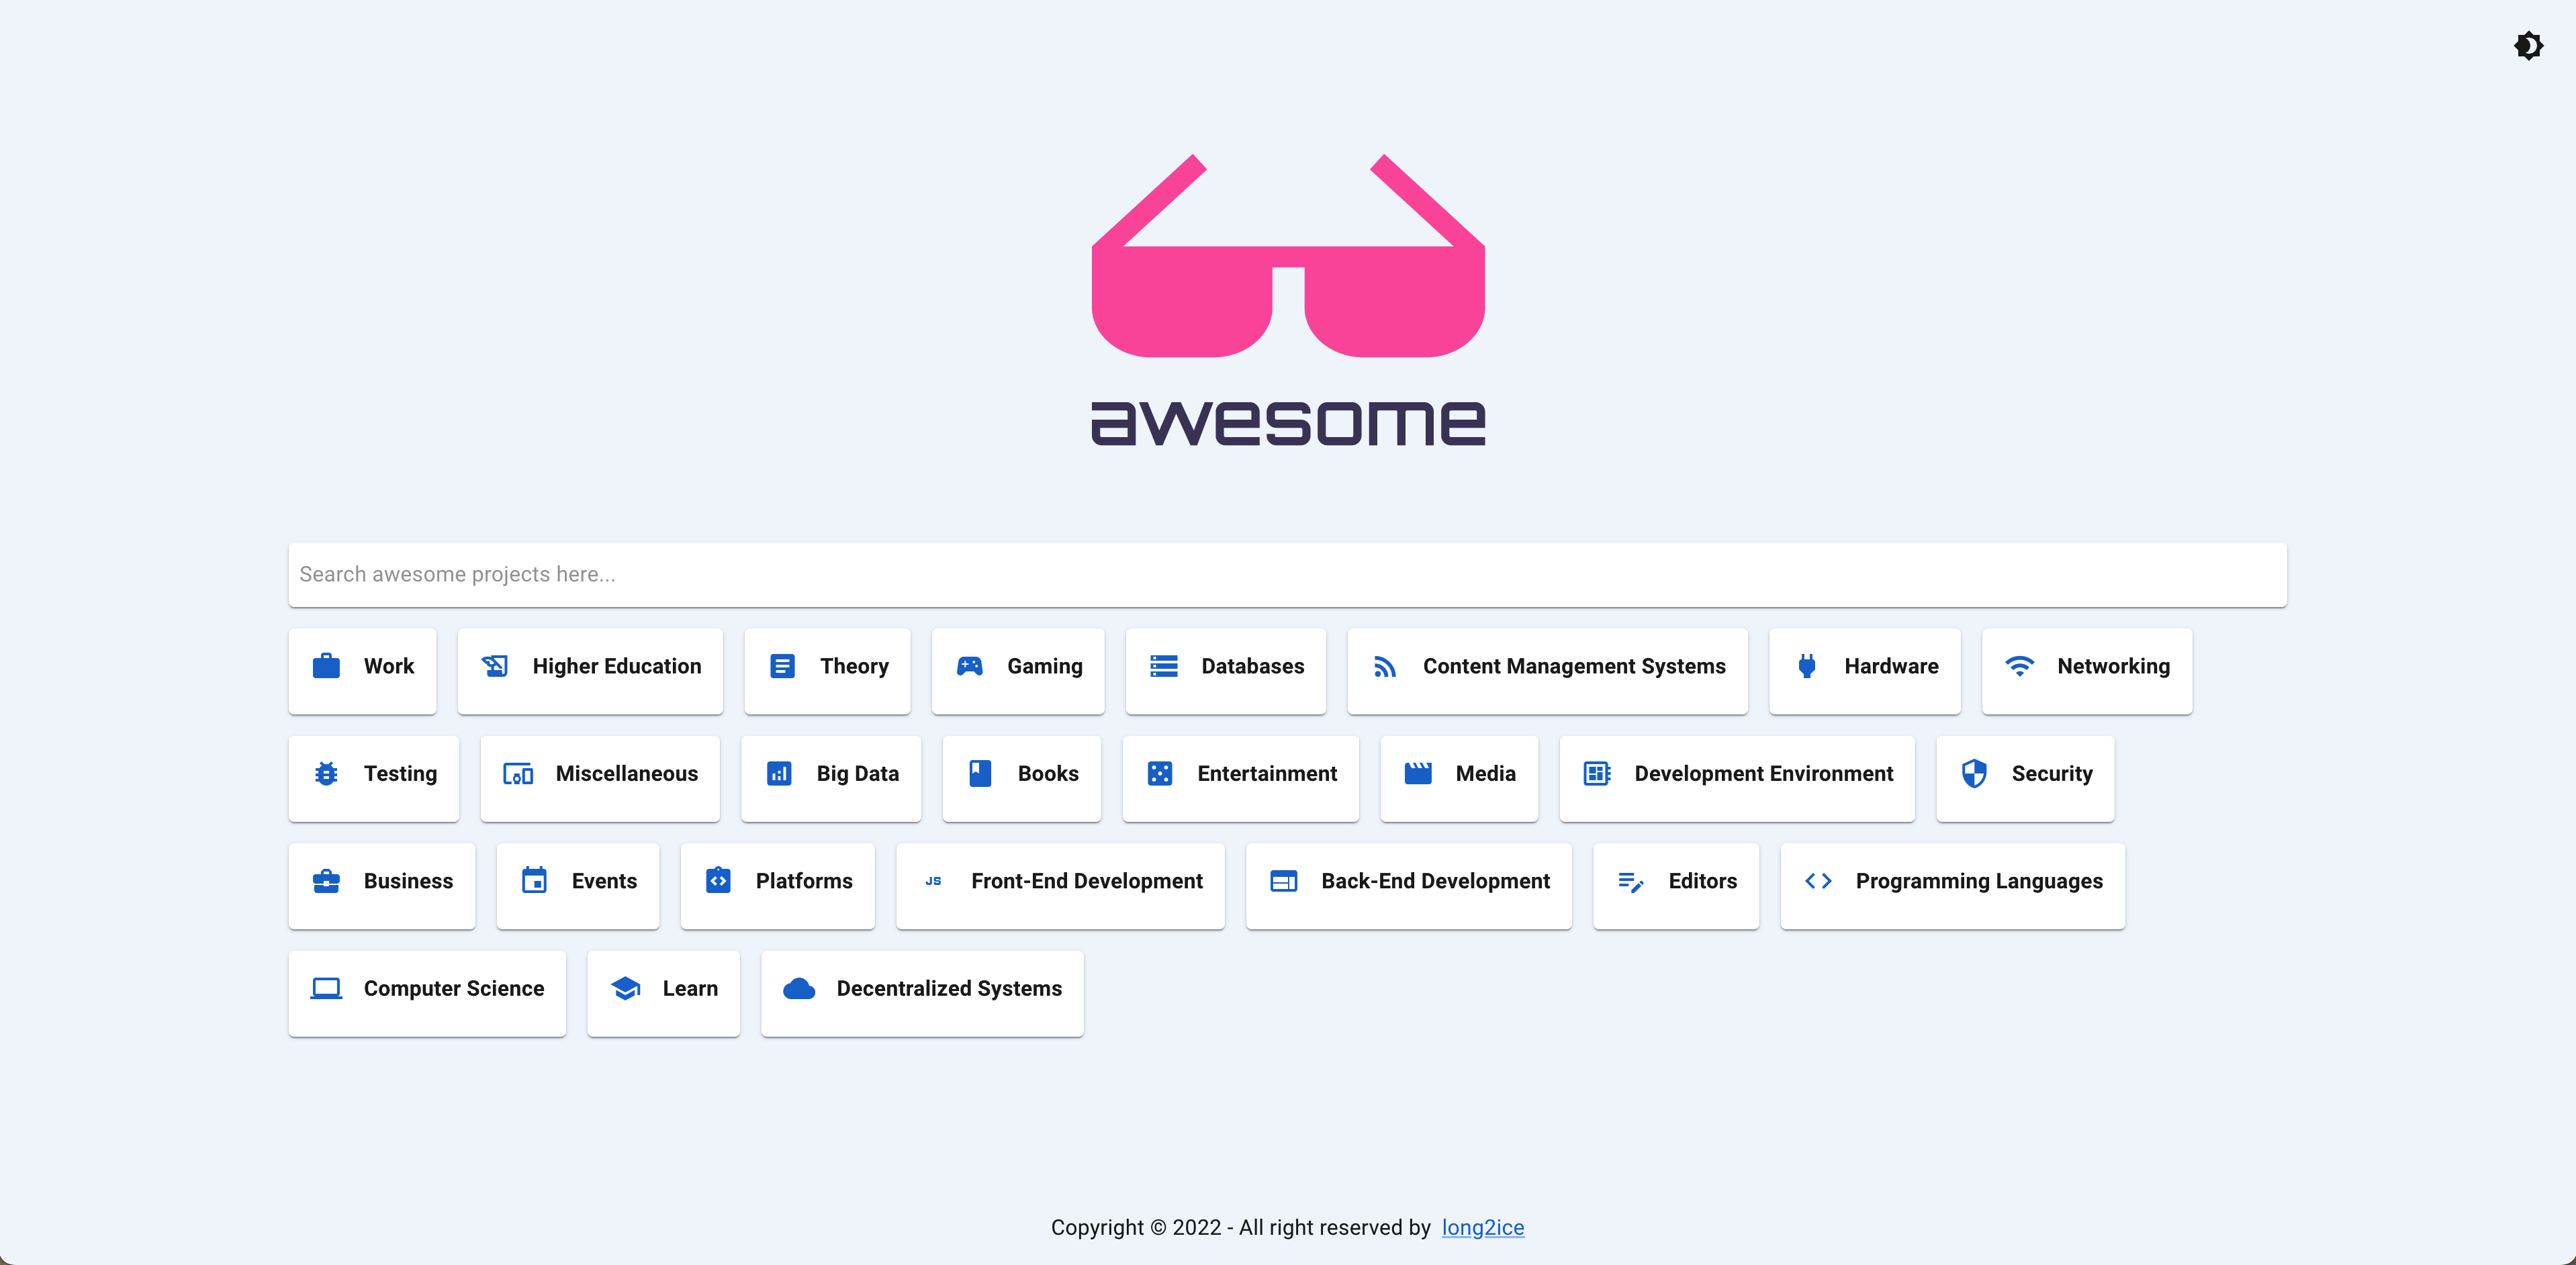 awesome
Search awesome projects here...
Work Higher Education Theory Gaming Databases Content Management Systems Hardware Networking
Testing Miscellaneous Big Data Books Entertainment Media Development Environment Security
Business Events Platforms JS Front-End Development Back-End Development Editors Programming Languages
Computer Science Learn Decentralized Systems
Copyright © 2022 - All right reserved by long2ice